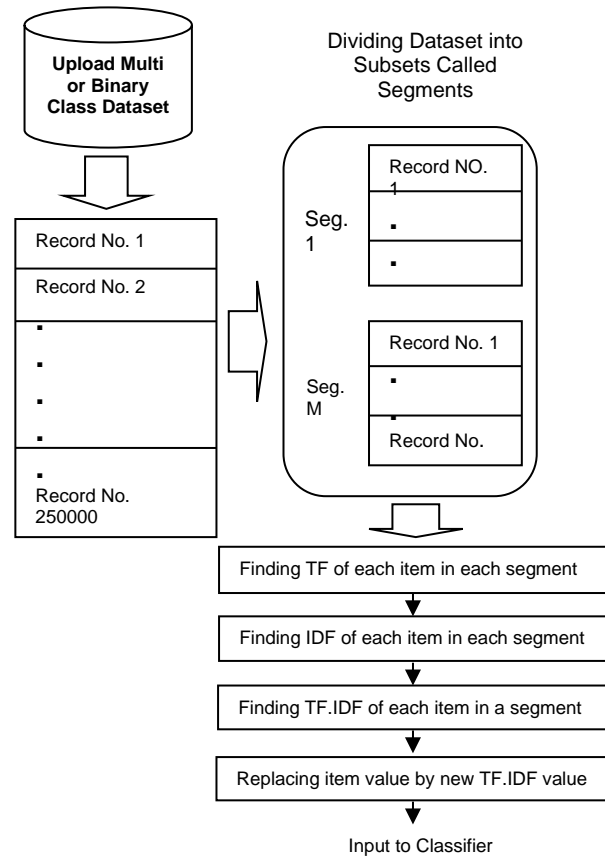 Upload Multi
or Binary
Class Dataset
Dividing Dataset into
Subsets Called
Segments
Record No. 1
Record No. 2
.
.
.
.
.
Record No.
250000
Seg.
1
Record NO.
1
.
.
Seg.
M
Record No. 1
.
.
Record No.
Finding TF of each item in each segment
Finding IDF of each item in each segment
Finding TF.IDF of each item in a segment
Replacing item value by new TF.IDF value
Input to Classifier